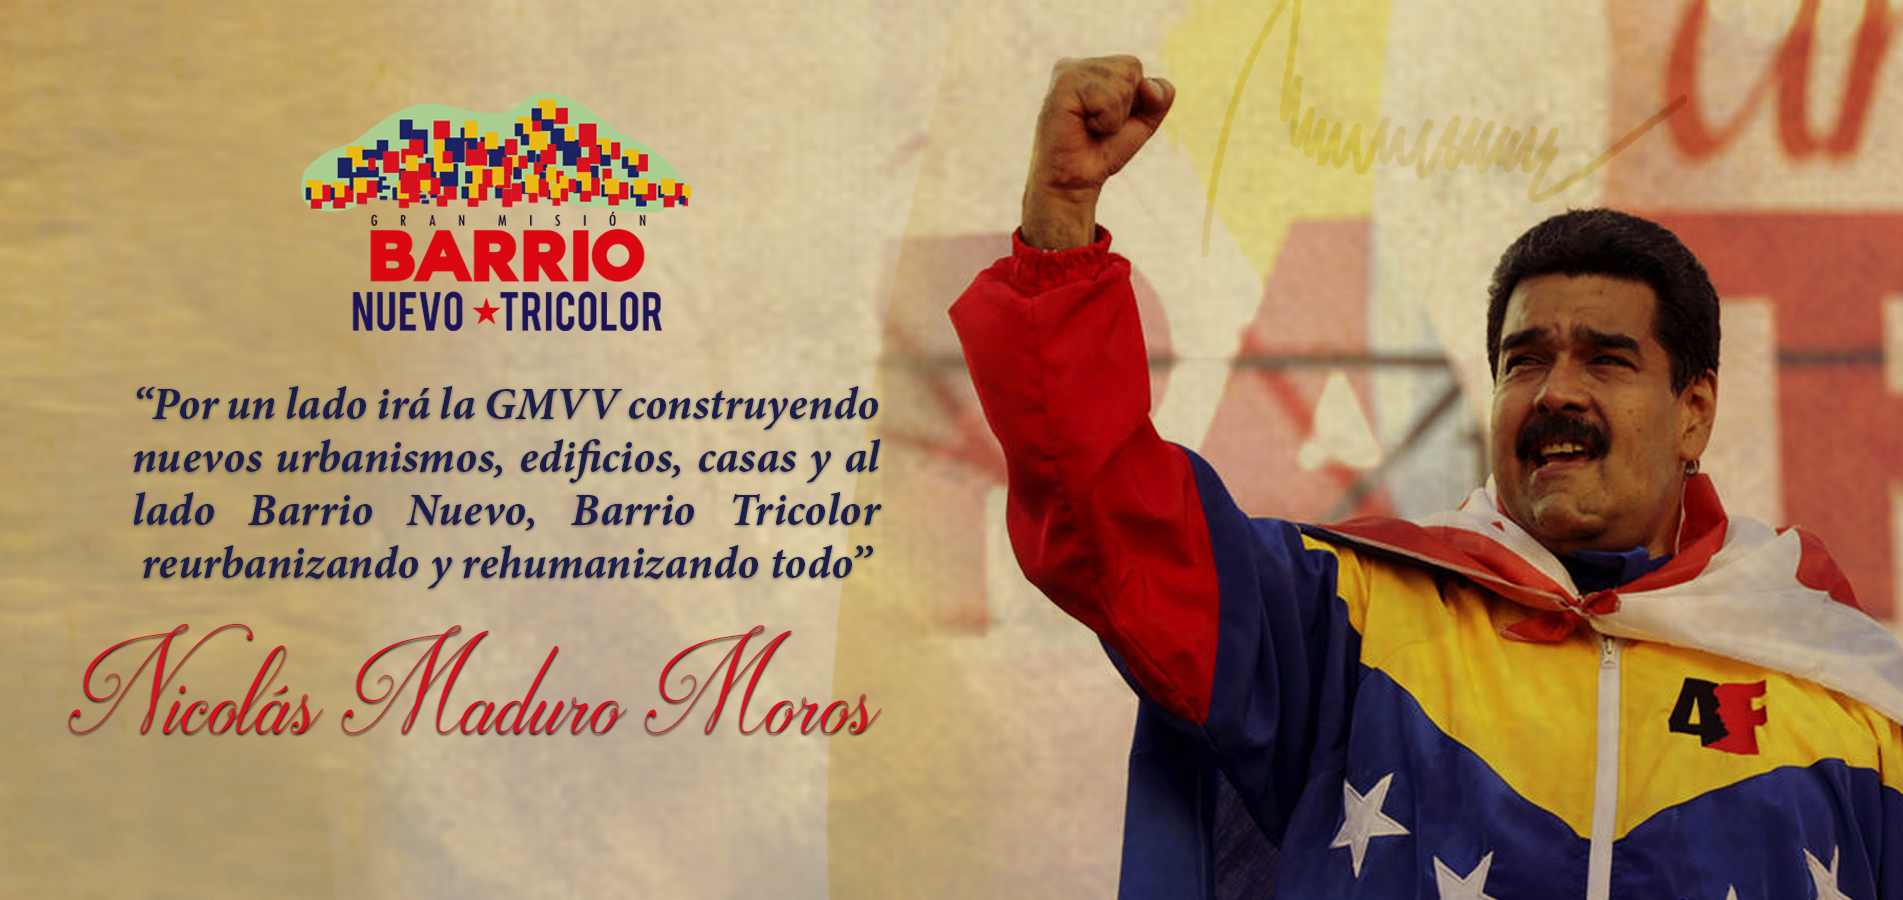 GRAN MISIÓN
BARRIO
NUEVO TRICOLOR
“Por un lado irá la GMVV construyendo
nuevos urbanismos, edificios, casas y al
lado Barrio Nuevo, Barrio Tricolor
reurbanizando y rehumanizando todo”
Nicolás Maduro Moros
4F